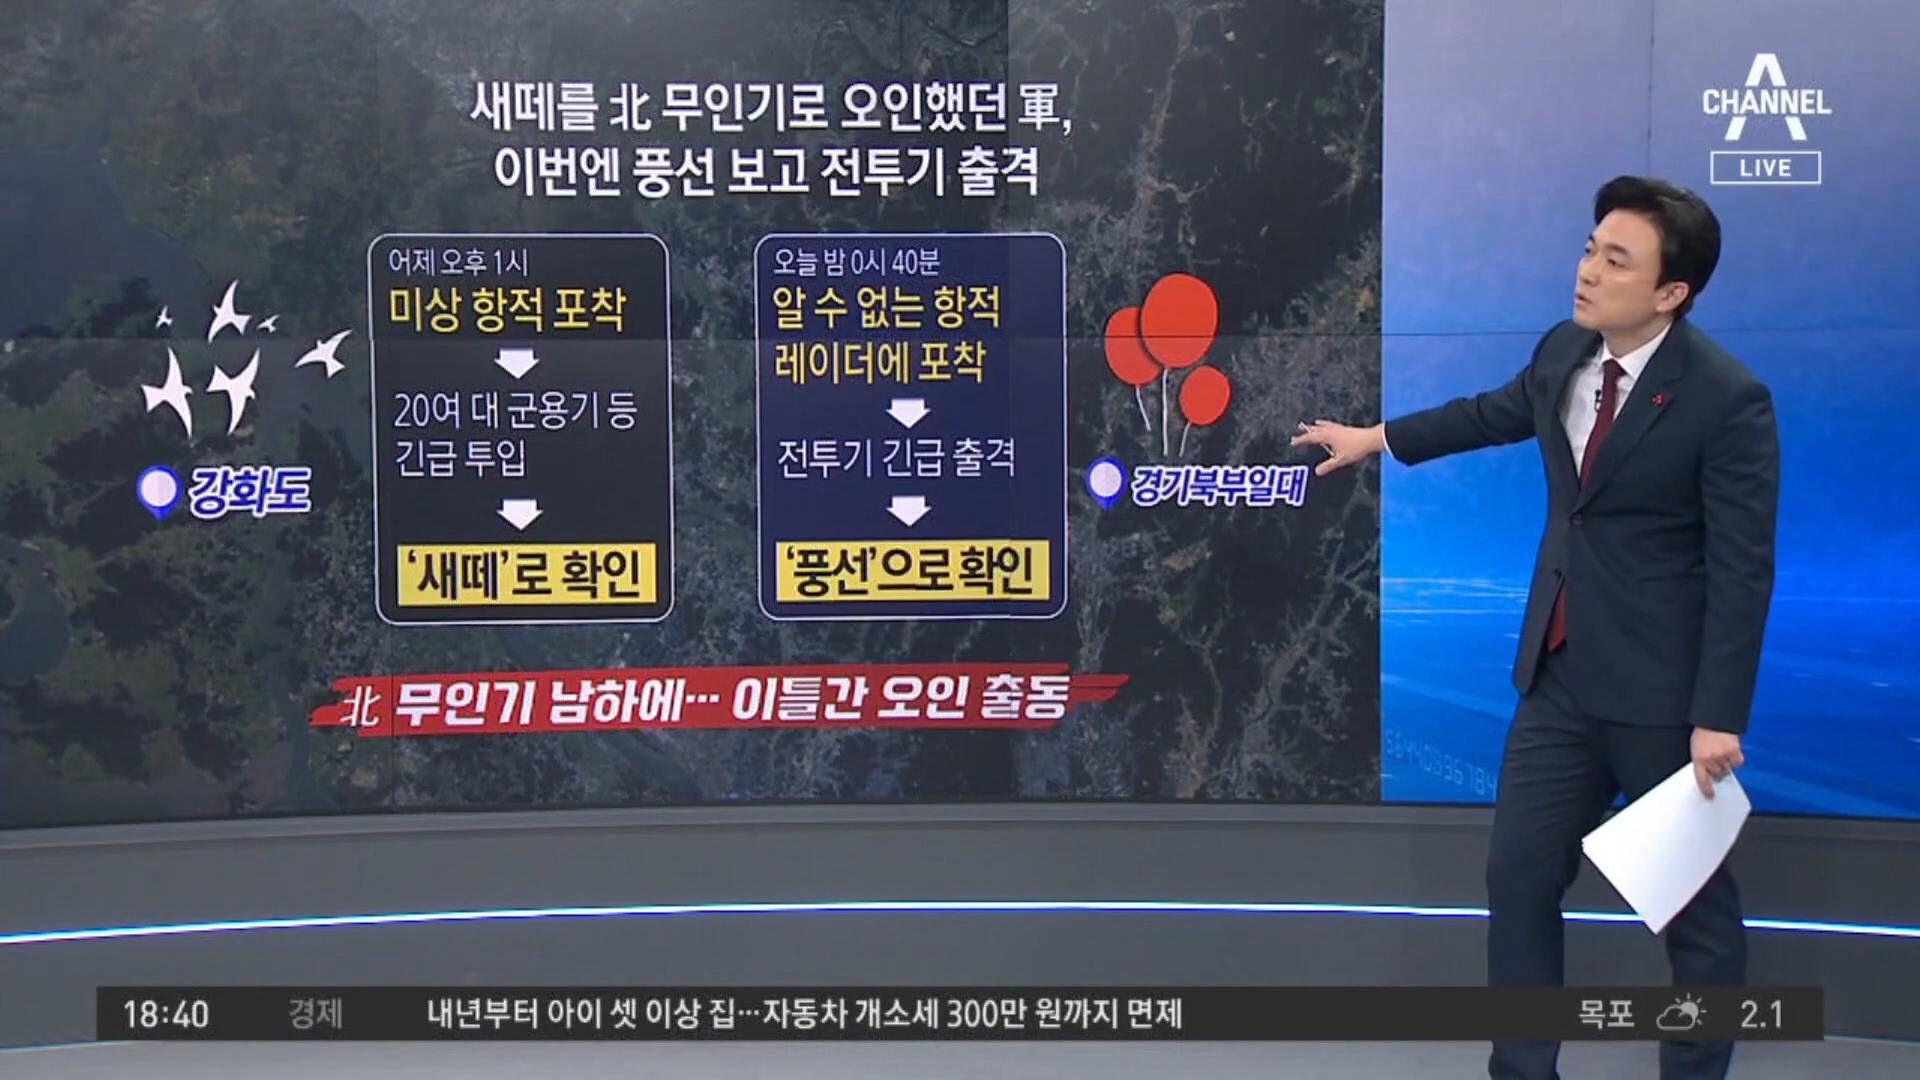 새떼를 北 무인기로 오인했던 軍,
이번엔 풍선 보고 전투기 출격
CHANNEL A
LIVE
어제 오후 1시
미상 항적 포착
20여 대 군용기 등
긴급 투입
'새떼'로 확인
강화도
오늘 밤 0시 40분
알 수 없는 항적
레이더에 포착
전투기 긴급 출격
'풍선'으로 확인
경기북부일대
北 무인기 남하에… 이틀간 오인 출동
18:40 경제 내년부터 아이 셋 이상 집…자동차 개소세 300만 원까지 면제 목포 2.1